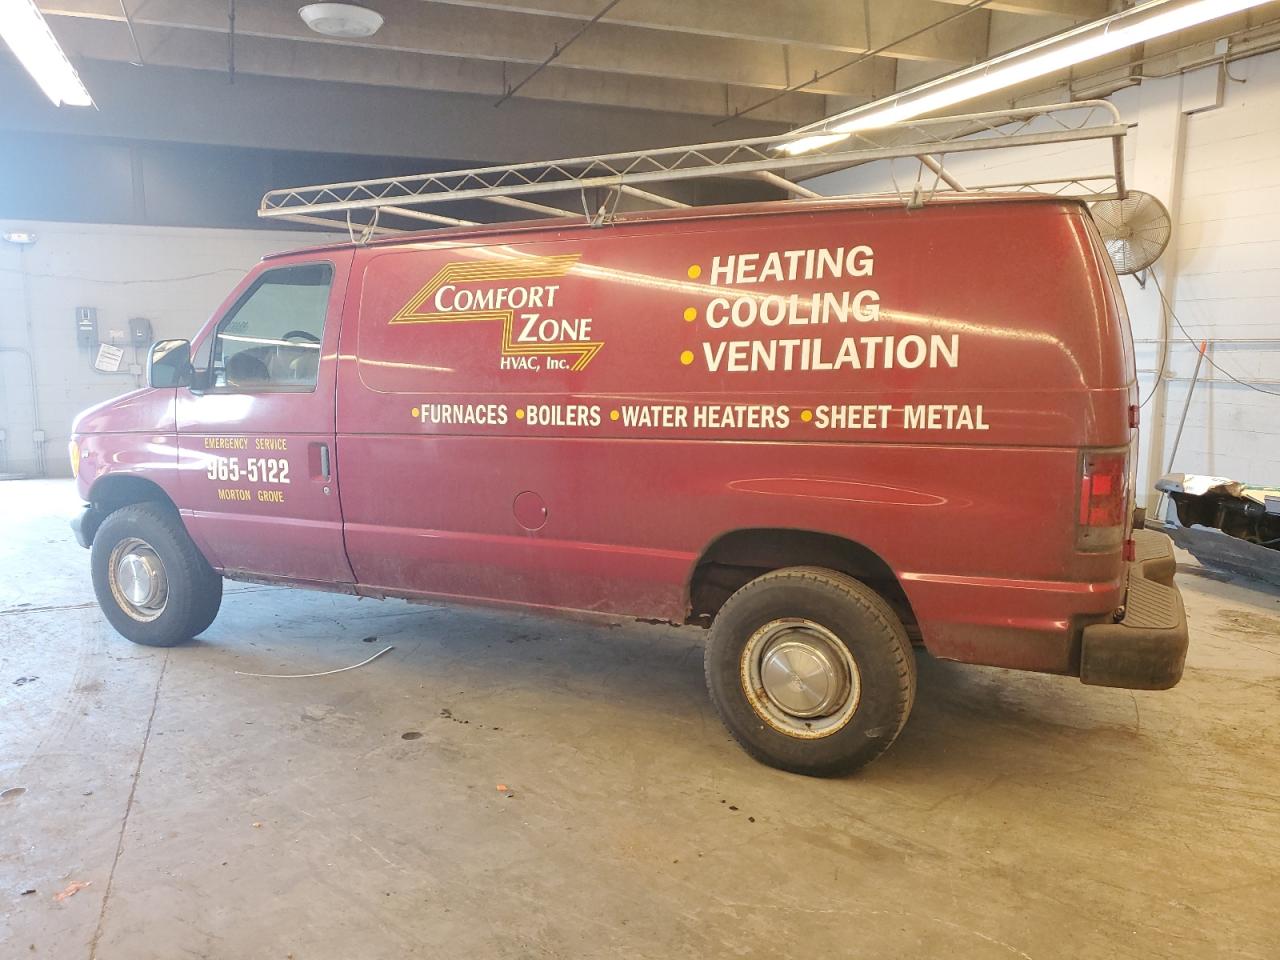 COMFORT
ZONE
HVAC, Inc.
• HEATING
• COOLING
• VENTILATION
•FURNACES •BOILERS •WATER HEATERS •SHEET METAL
EMERGENCY SERVICE
965-5122
MORTON GROVE